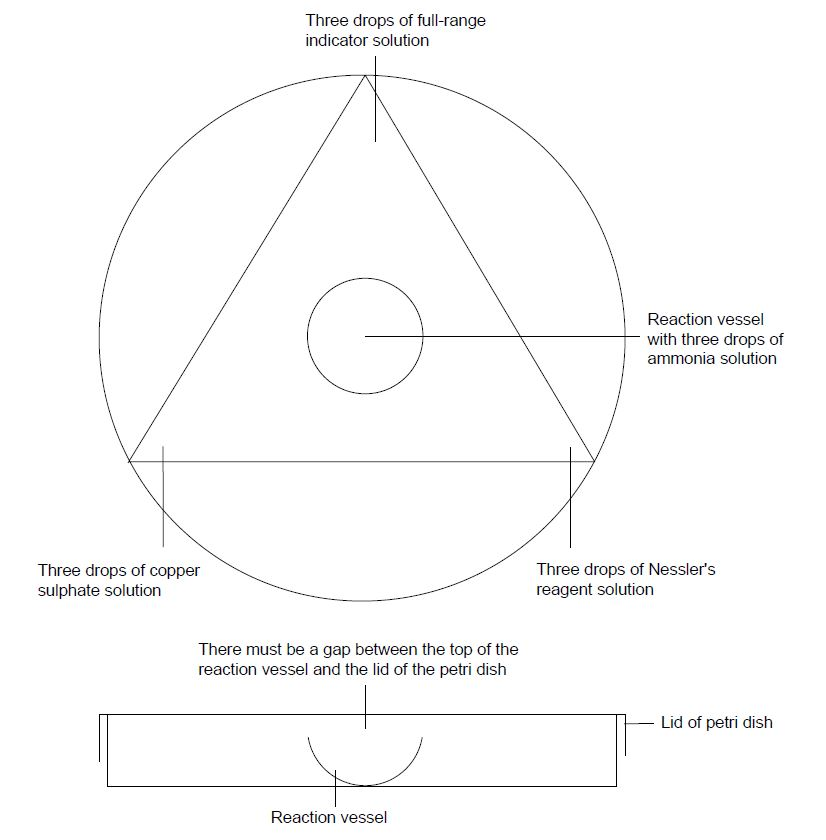 Three drops of full-range
indicator solution
Reaction vessel
with three drops of
ammonia solution
Three drops of copper
sulphate solution
Three drops of Nessler's
reagent solution
There must be a gap between the top of the
reaction vessel and the lid of the petri dish
Lid of petri dish
Reaction vessel